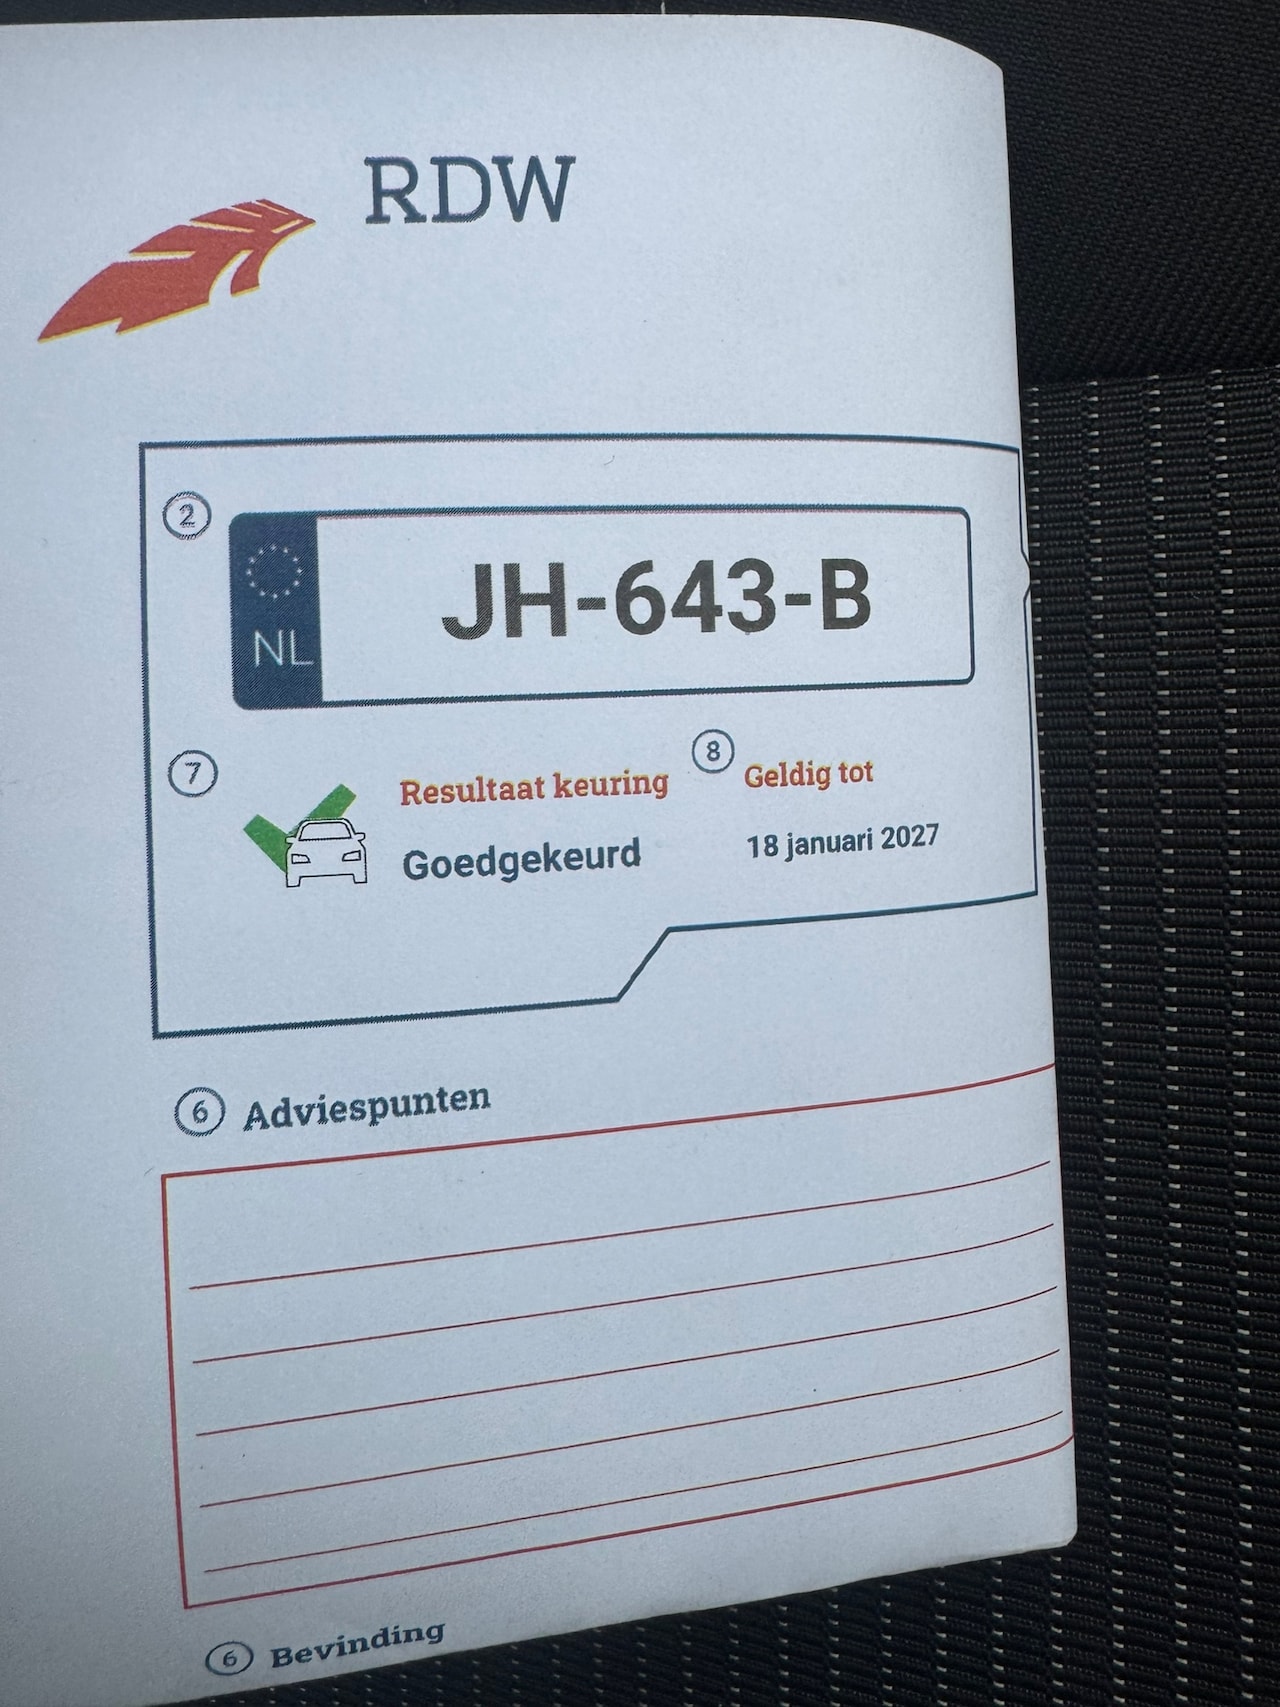 RDW
2
NL
JH-643-B
7
Resultaat keuring
Goedgekeurd
8
Geldig tot
18 januari 2027
6 Adviespunten
6 Bevinding